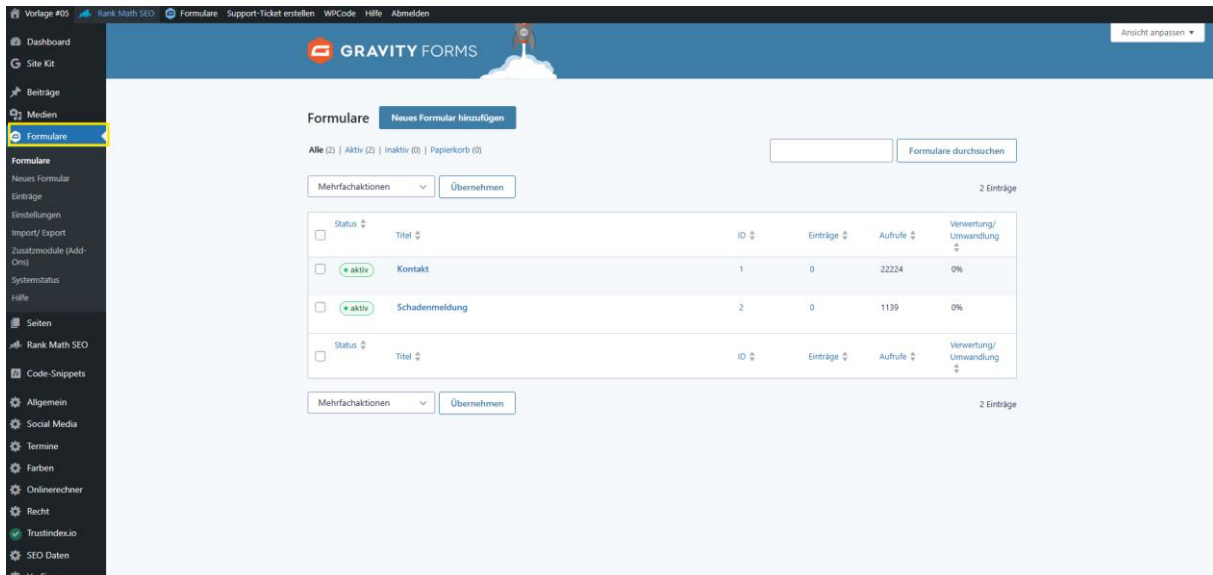 Vorlage #05 Rank Math SEO Formulare Support-Ticket erstellen WPCode Hilfe Abmelden
Dashboard
Site Kit
Beiträge
Medien
Formulare
Formulare
Neues Formular
Einträge
Einstellungen
Import/ Export
Zusatzmodule (Add-
Ons)
Systemstatus
Hilfe
Seiten
Rank Math SEO
Code-Snippets
Allgemein
Social Media
Termine
Farben
Onlinerechner
Recht
Trustindex.io
SEO Daten
GRAVITY FORMS
Ansicht anpassen
Formulare Neues Formular hinzufügen
Alle (2) | Aktiv (2) | Inaktiv (0) | Papierkorb (0)
Formulare durchsuchen
Mehrfachaktionen Übernehmen
2 Einträge
Status Titel ID Einträge Aufrufe Verwertung/
Umwandlung
aktiv Kontakt 1 0 22224 0%
aktiv Schadenmeldung 2 0 1139 0%
Status Titel ID Einträge Aufrufe Verwertung/
Umwandlung
Mehrfachaktionen Übernehmen
2 Einträge